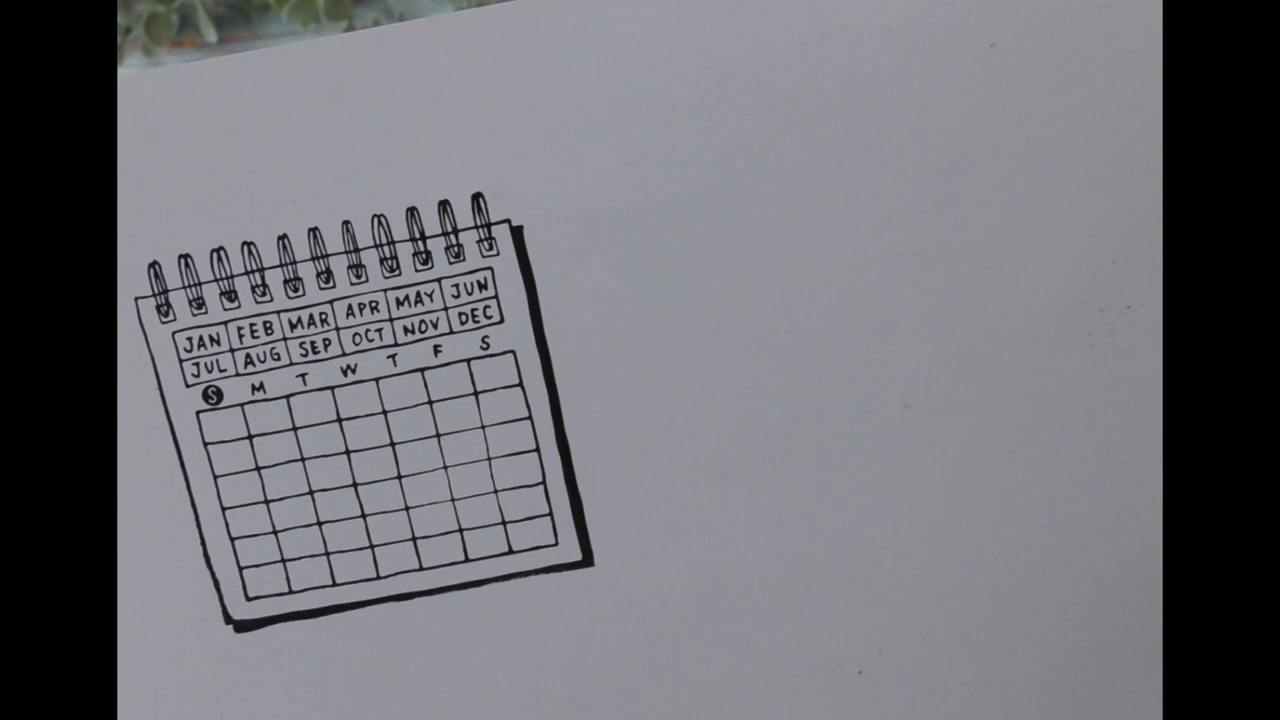 JAN FEB MAR APR MAY JUN
JUL AUG SEP OCT NOV DEC
S M T W T F S